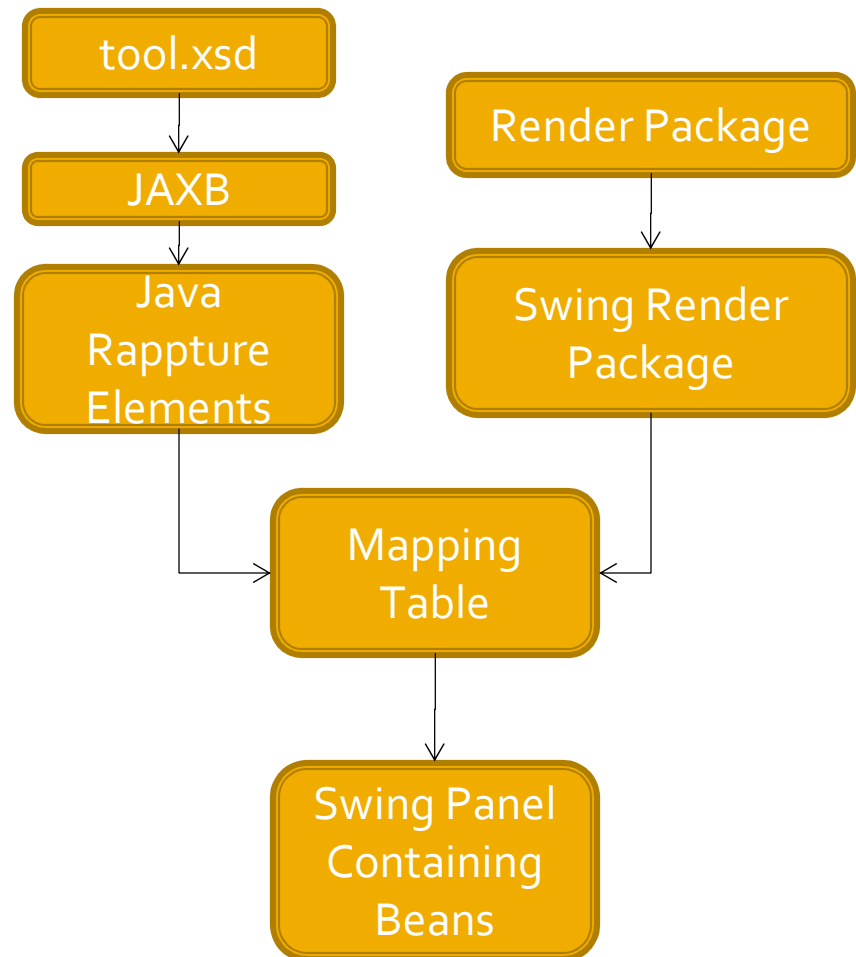 tool.xsd
JAXB
Java
Rappture
Elements
Render Package
Swing Render
Package
Mapping
Table
Swing Panel
Containing
Beans